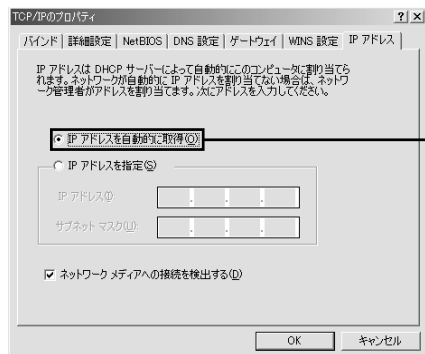 TCP/IPのプロパティ
バインド 詳細設定 NetBIOS DNS 設定 ゲートウェイ WINS 設定 IP アドレス
IP アドレスは DHCP サーバーによって自動的にこのコンピュータに割り当てら
れます。ネットワークが自動的に IP アドレスを割り当てない場合は、ネットワ
ーク管理者がアドレスを割り当てます。次にアドレスを入力してください。
IP アドレスを自動的に取得(O)
IP アドレスを指定(S)
IP アドレス(I):
サブネット マスク(U):
ネットワーク メディアへの接続を検出する(D)
OK キャンセル